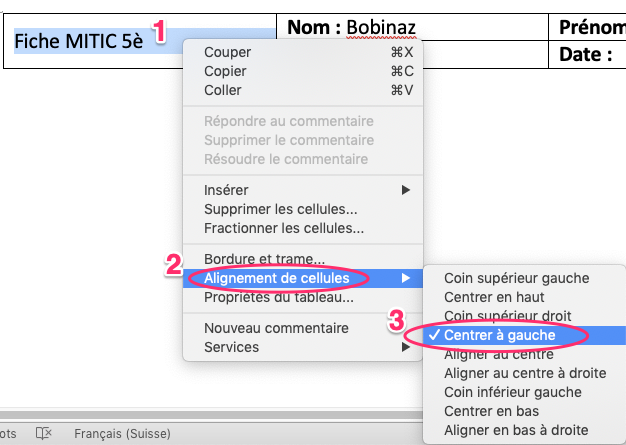 1
Nom : Bobinaz
Prénom
Fiche MITIC 5è
Date :
Couper ⌘X
Copier ⌘C
Coller ⌘V
Répondre au commentaire
Supprimer le commentaire
Résoudre le commentaire
Insérer
Supprimer les cellules...
Fractionner les cellules...
Bordure et trame...
2
Alignement de cellules
Propriétés du tableau...
Nouveau commentaire
Services
Coin supérieur gauche
Centrer en haut
Coin supérieur droit
3
✓ Centrer à gauche
Aligner au centre
Aligner au centre à droite
Coin inférieur gauche
Centrer en bas
Aligner en bas à droite
ots
Français (Suisse)